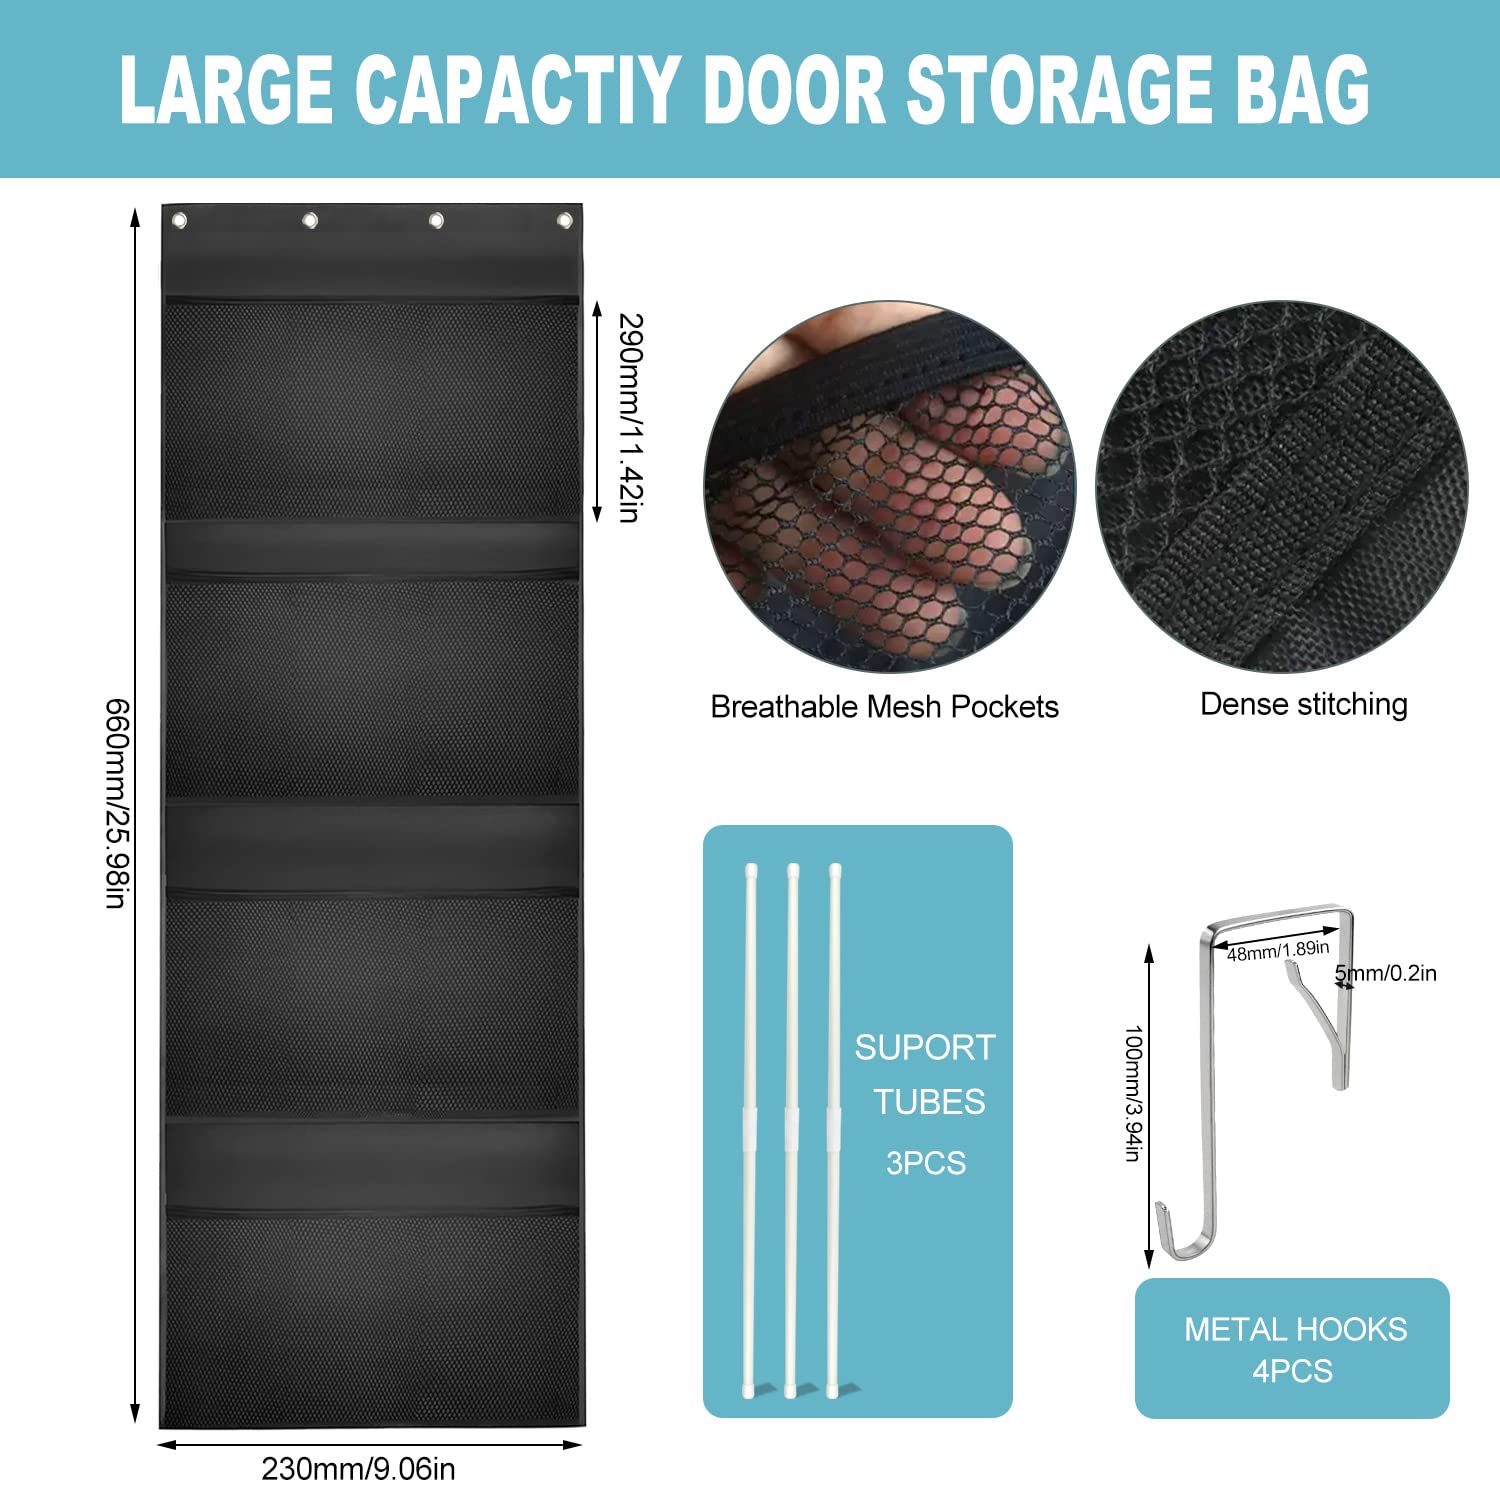 LARGE CAPACTIY DOOR STORAGE BAG
290mm/11.42in
660mm/25.98in
230mm/9.06in
Breathable Mesh Pockets
Dense stitching
SUPORT
TUBES
3PCS
48mm/1.89in
5mm/0.2in
100mm/3.94in
METAL HOOKS
4PCS